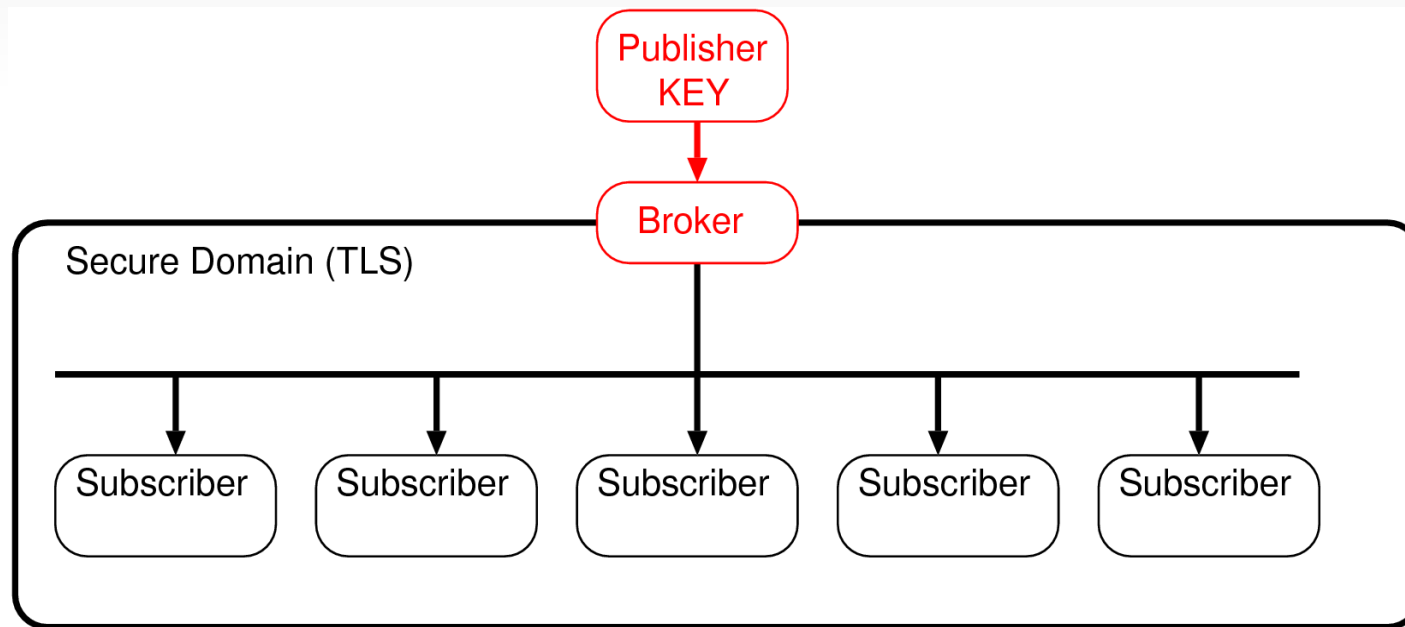 Publisher
KEY
Broker
Secure Domain (TLS)
Subscriber
Subscriber
Subscriber
Subscriber
Subscriber